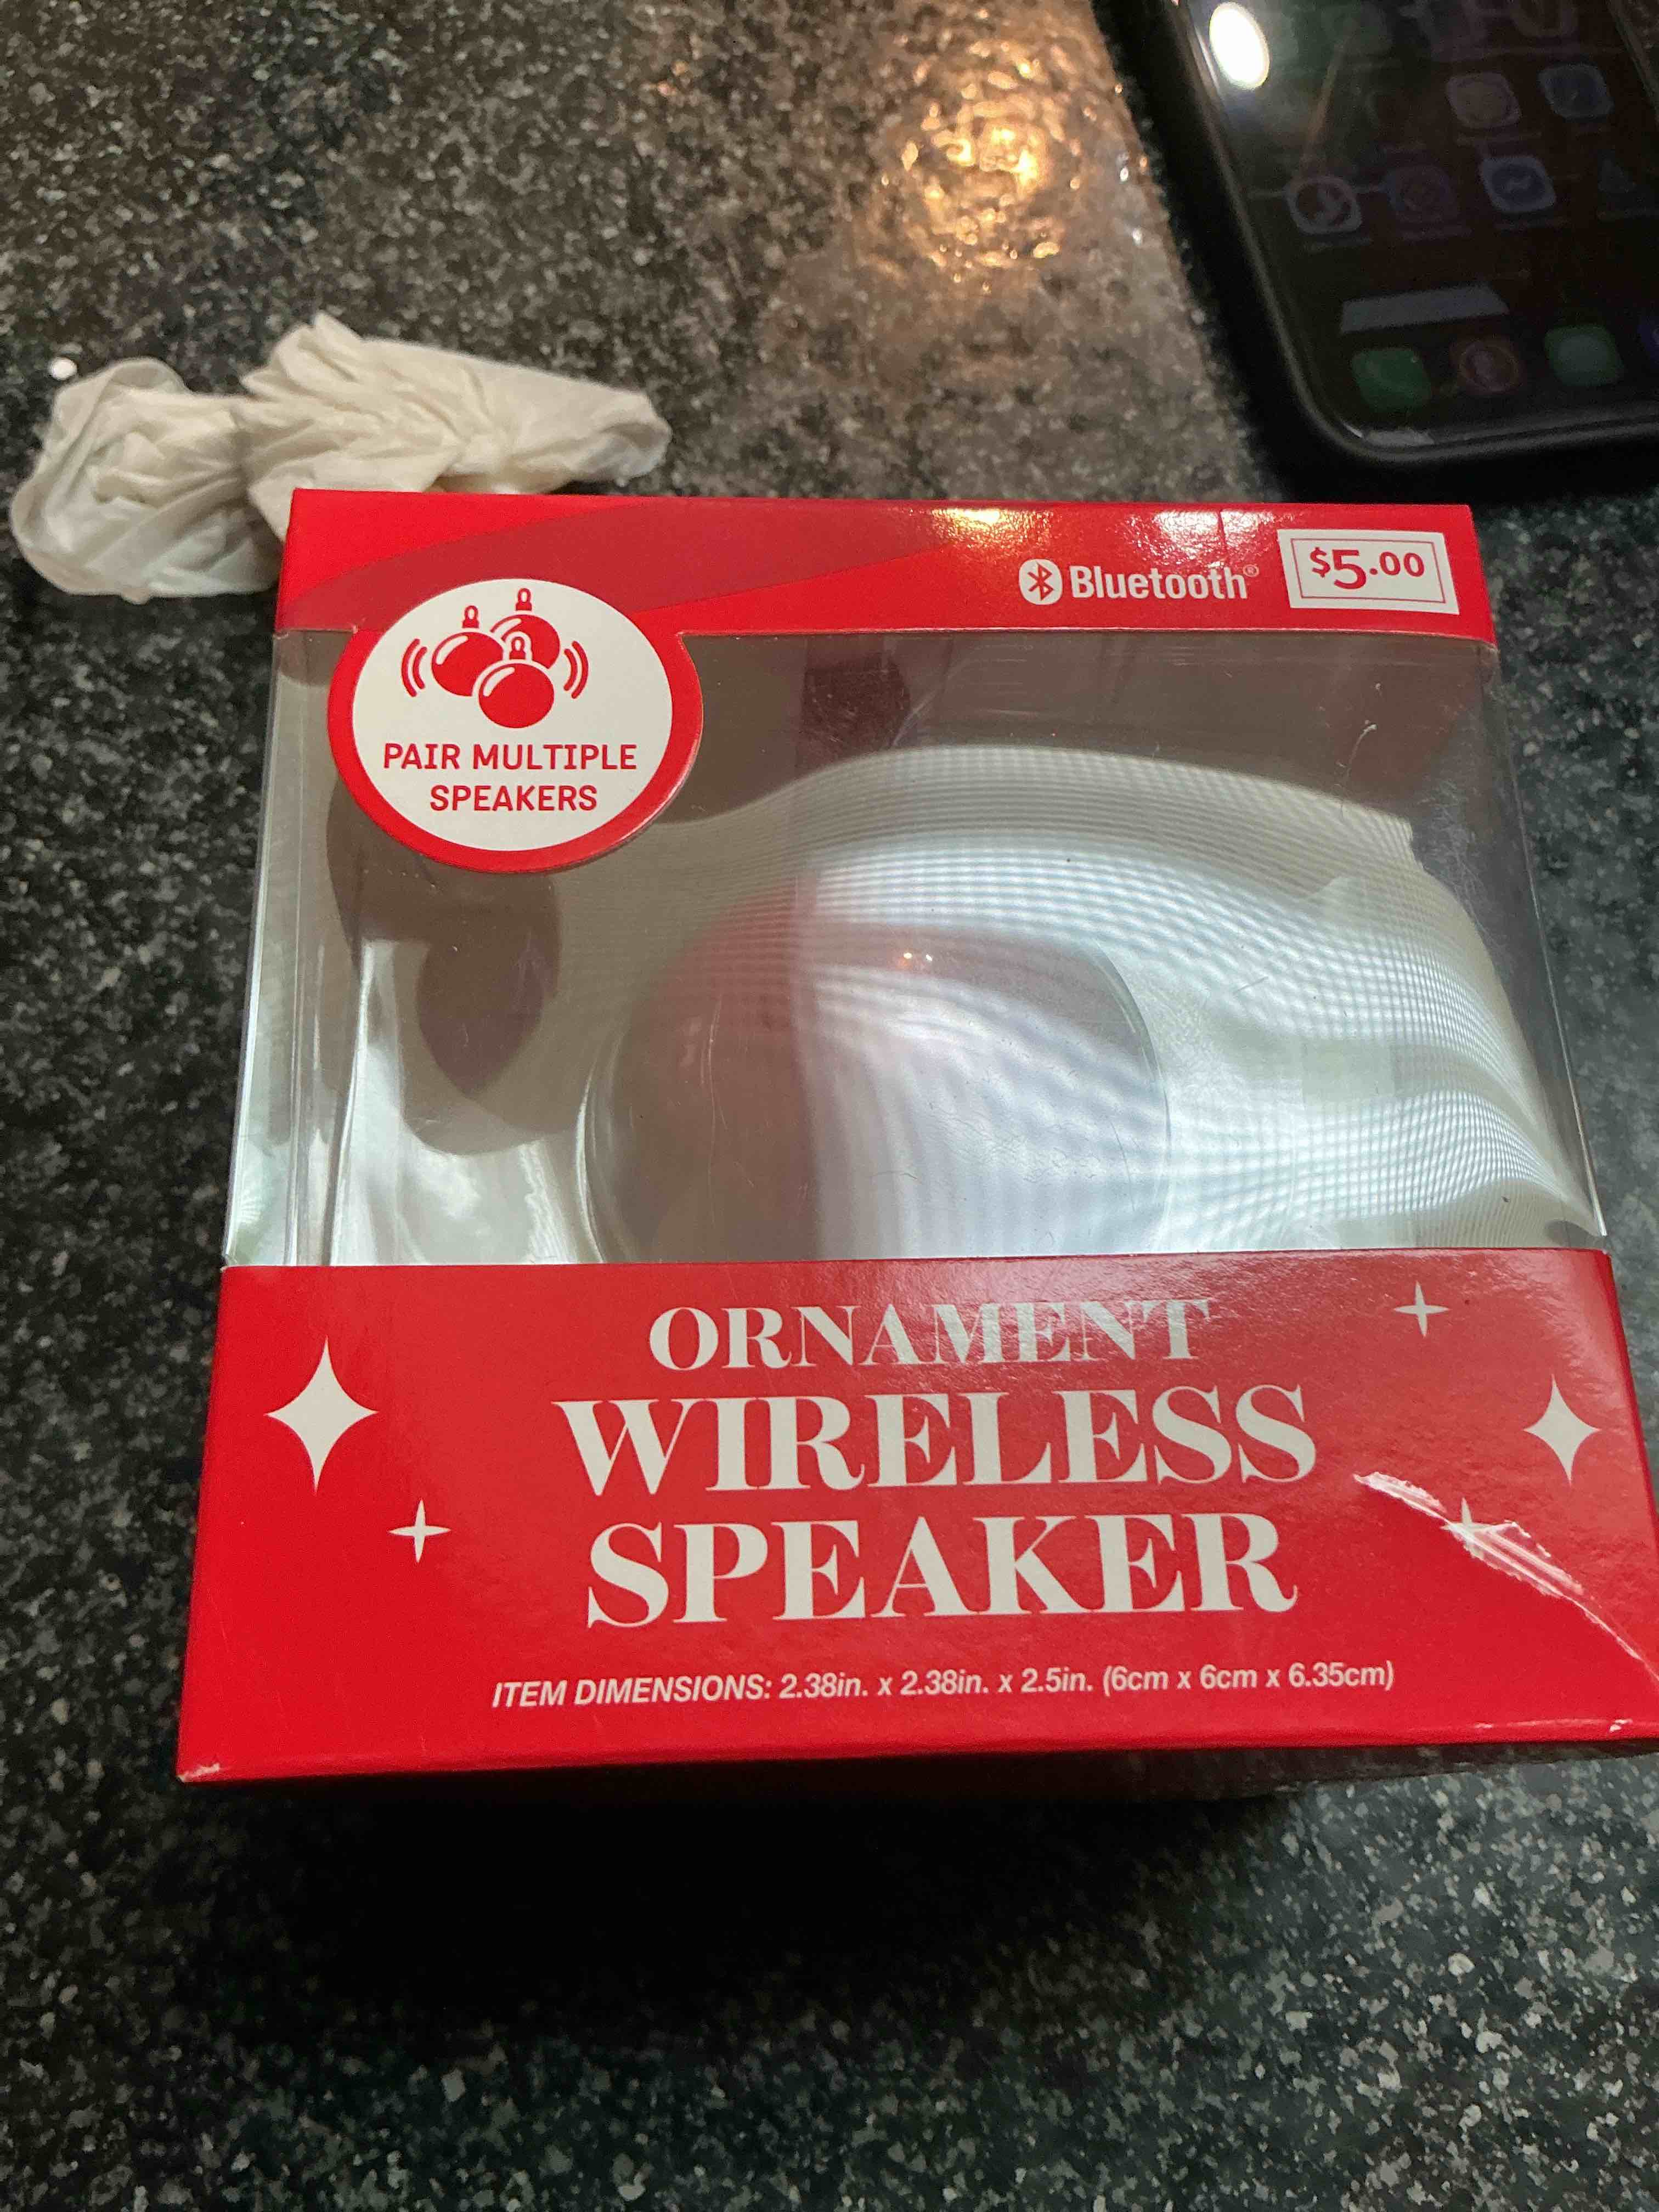 Bluetooth®
$5.00
PAIR MULTIPLE
SPEAKERS
ORNAMENT
WIRELESS
SPEAKER
ITEM DIMENSIONS: 2.38in. x 2.38in. x 2.5in. (6cm x 6cm x 6.35cm)